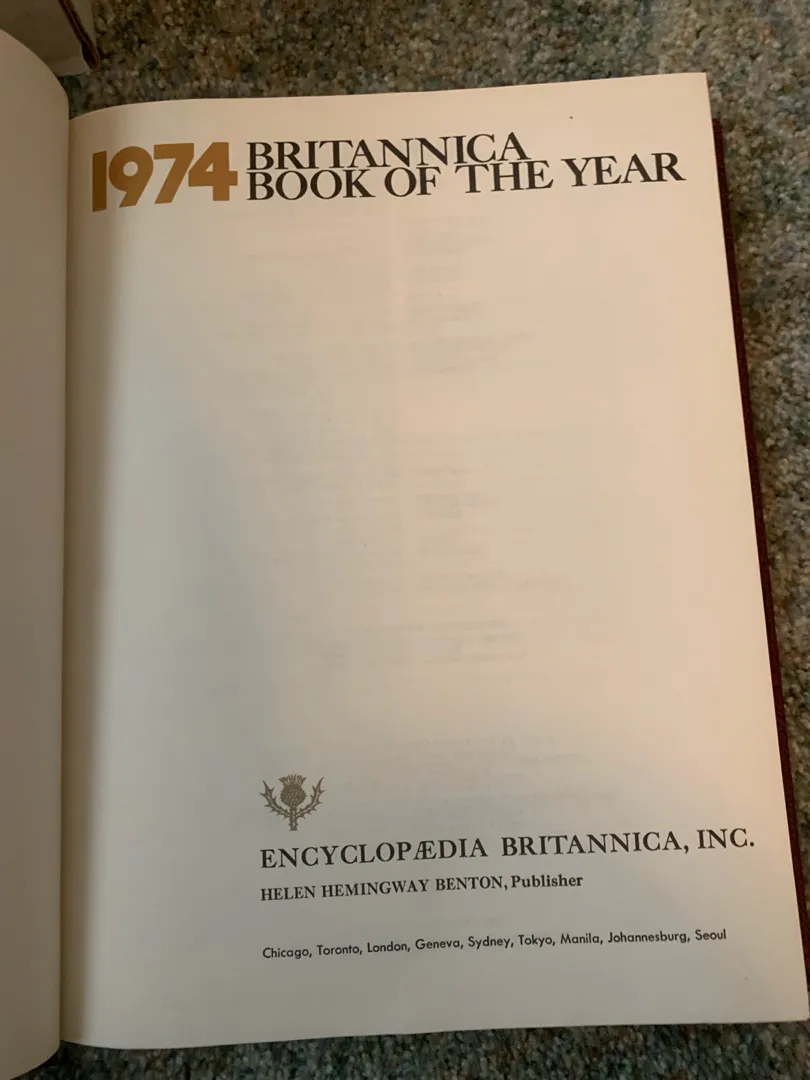 1974 BRITANNICA
BOOK OF THE YEAR
ENCYCLOPÆDIA BRITANNICA, INC.
HELEN HEMINGWAY BENTON, Publisher
Chicago, Toronto, London, Geneva, Sydney, Tokyo, Manila, Johannesburg, Seoul